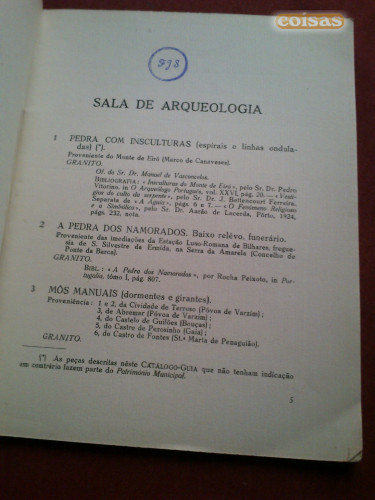 coisas
933
SALA DE ARQUEOLOGIA
1 PEDRA COM INSCULTURAS (espirais e linhas ondula-
das) (*).
Proveniente do Monte de Eiró (Marco de Canaveses).
GRANITO.
Of. do Sr. Dr. Manuel de Vasconcelos.
BIBLIOGRAFIA: «Insculturas do Monte de Eiró», pelo Sr. Dr. Pedro
Vitorino, in O Arqueólogo Português, vol. XXVI, pág. 20. — «Vestí-
gios do culto da serpente», pelo Sr. Dr. J. Bettencourt Ferreira,
Separata de «A Águia», págs. 6 e 7. — «O Fenómeno Religioso
e a Simbólica», pelo Sr. Dr. Aarão de Lacerda, Pôrto, 1924,
págs. 232, nota.
2 A PEDRA DOS NAMORADOS. Baixo relêvo, funerário.
Proveniente das imediações da Estação Luso-Romana de Bilhares, fregue-
sia de S. Silvestre da Ermida, na Serra da Amarela (Concelho de
Ponte da Barca).
GRANITO.
BIBL.: «A Pedra dos Namorados», por Rocha Peixoto, in Por-
tugália, tômo I, pág. 807.
3 MÓS MANUAIS (dormentes e girantes).
Proveniência: 1 e 2, da Cividade de Terroso (Póvoa de Varzim);
3, de Abremar (Póvoa de Varzim);
4, do Castelo de Guifões (Bouças);
5, do Castro de Perosinho (Gaia);
6, do Castro de Foates (St.ª Maria de Penaguião).
GRANITO.
(*) As peças descritas nêste CATÁLOGO-GUIA que não tenham indicação
em contrário fazem parte do Património Municipal.
5